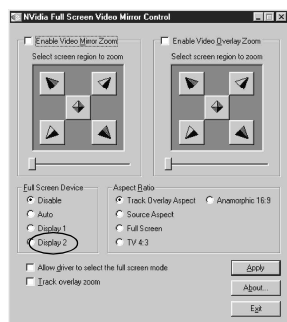 NVidia Full Screen Video Mirror Control
Enable Video Mirror Zoom
Select screen region to zoom
Enable Video Overlay Zoom
Select screen region to zoom
Full Screen Device
Disable
Auto
Display 1
Display 2
Aspect Ratio
Track Overlay Aspect
Anamorphic 16:9
Source Aspect
Full Screen
TV 4:3
Allow driver to select the full screen mode
Track overlay zoom
Apply
About...
Exit